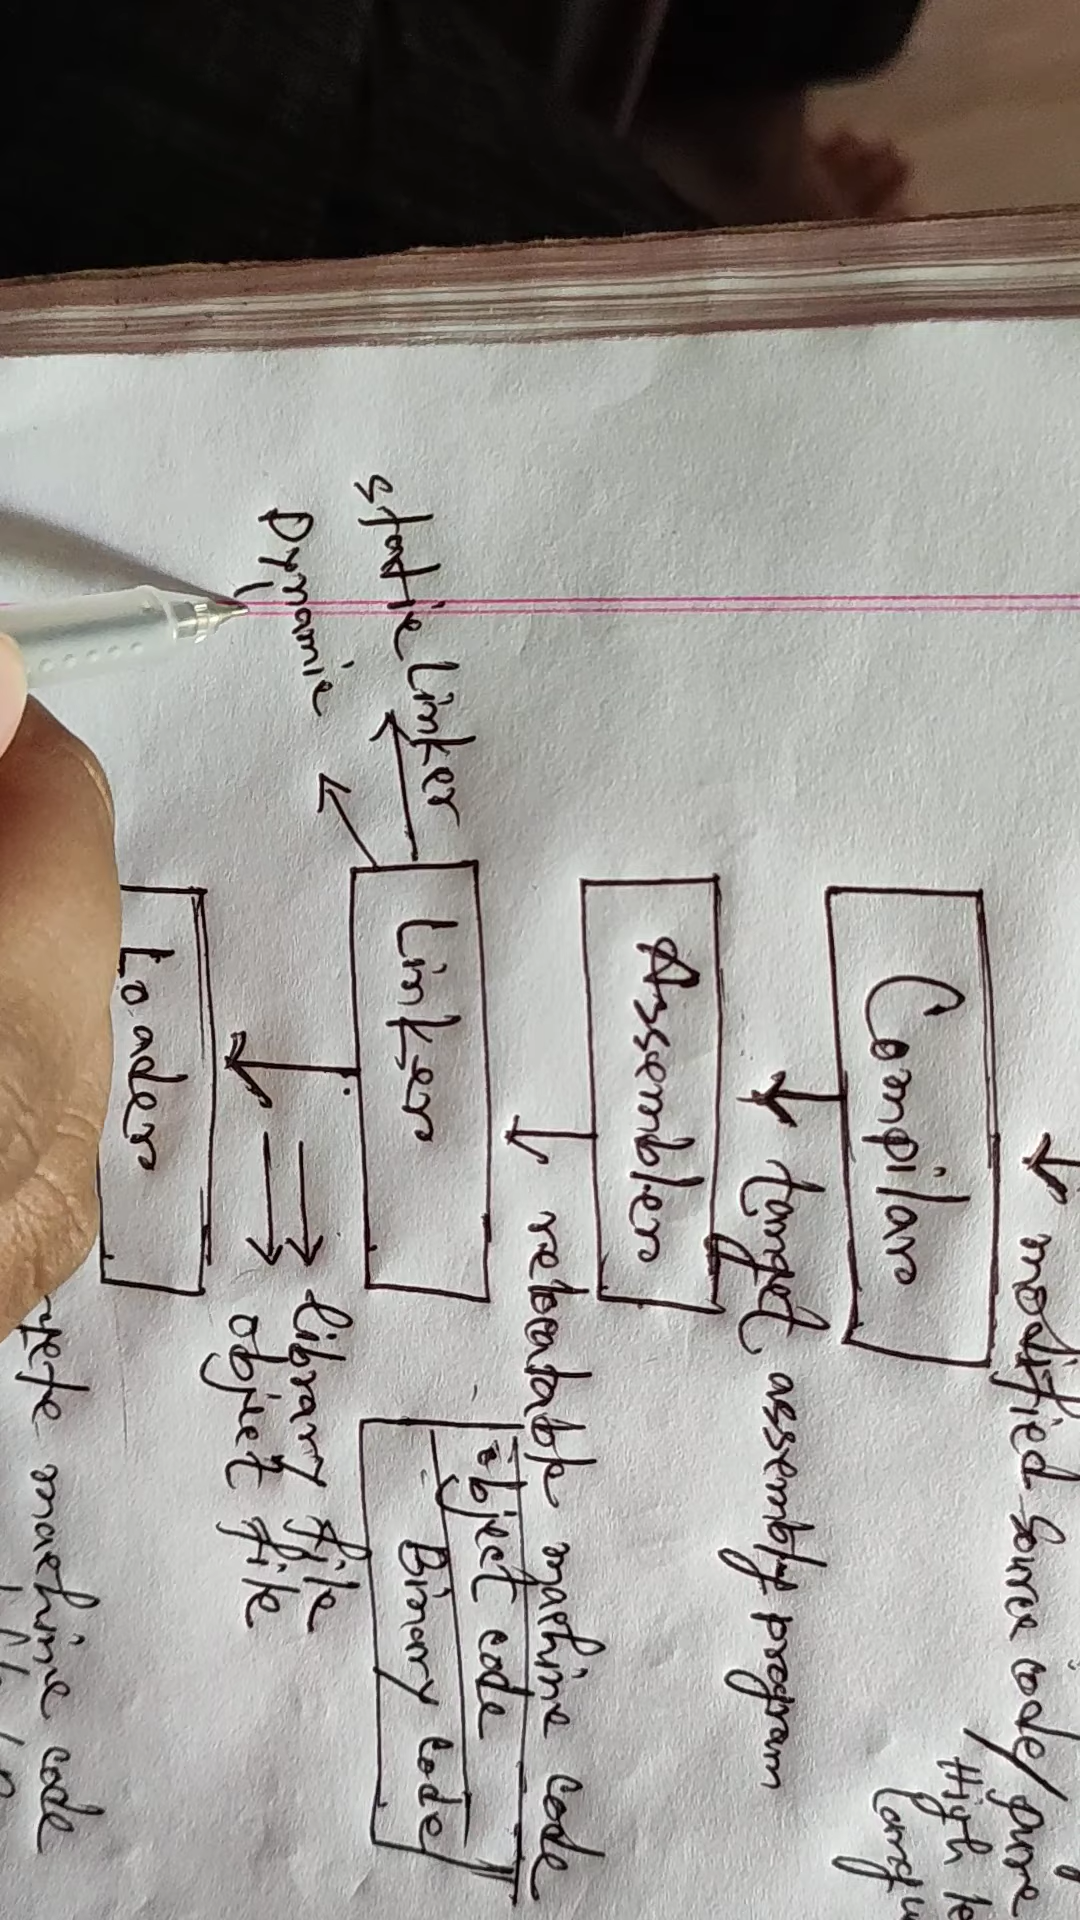 modified source code/pure
High le
langu
Compilar
target assembly program
Assembler
relocatable machine code
object code
Binary code
Linker
static linker
Dynamic
library file
object file
Loader
machine code